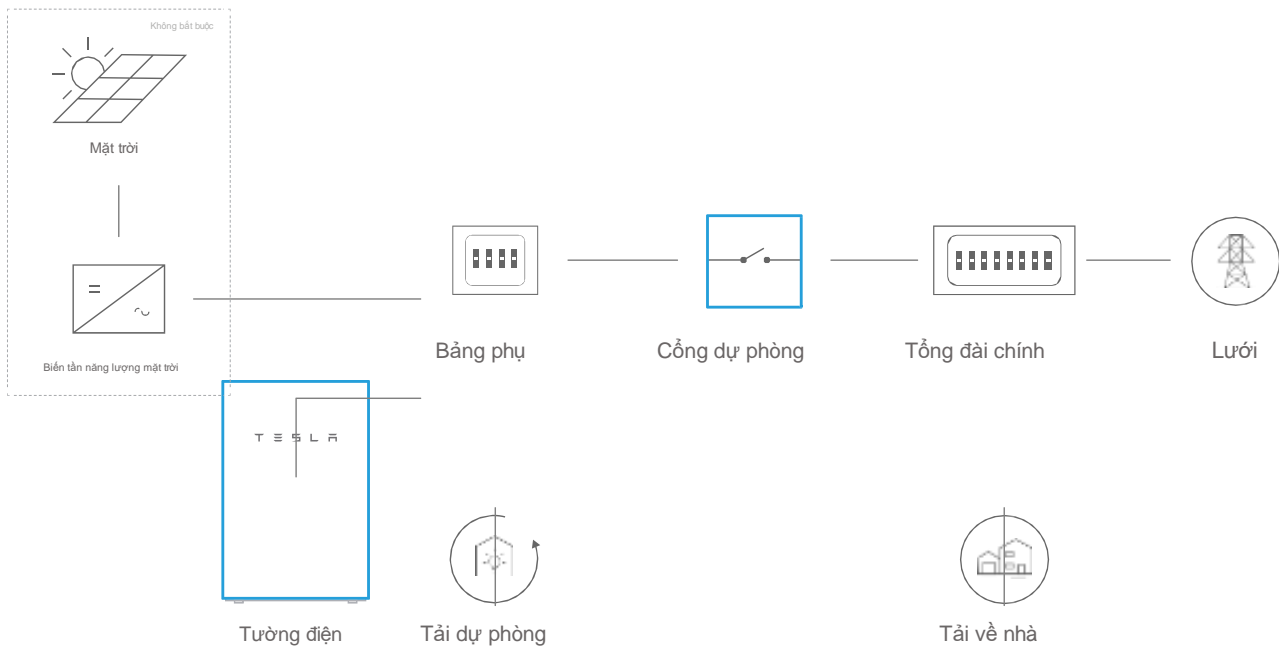 Không bắt buộc
Mặt trời
Biến tần năng lượng mặt trời
Bảng phụ
Cổng dự phòng
Tổng đài chính
Lưới
TESLA
Tường điện
Tải dự phòng
Tải về nhà